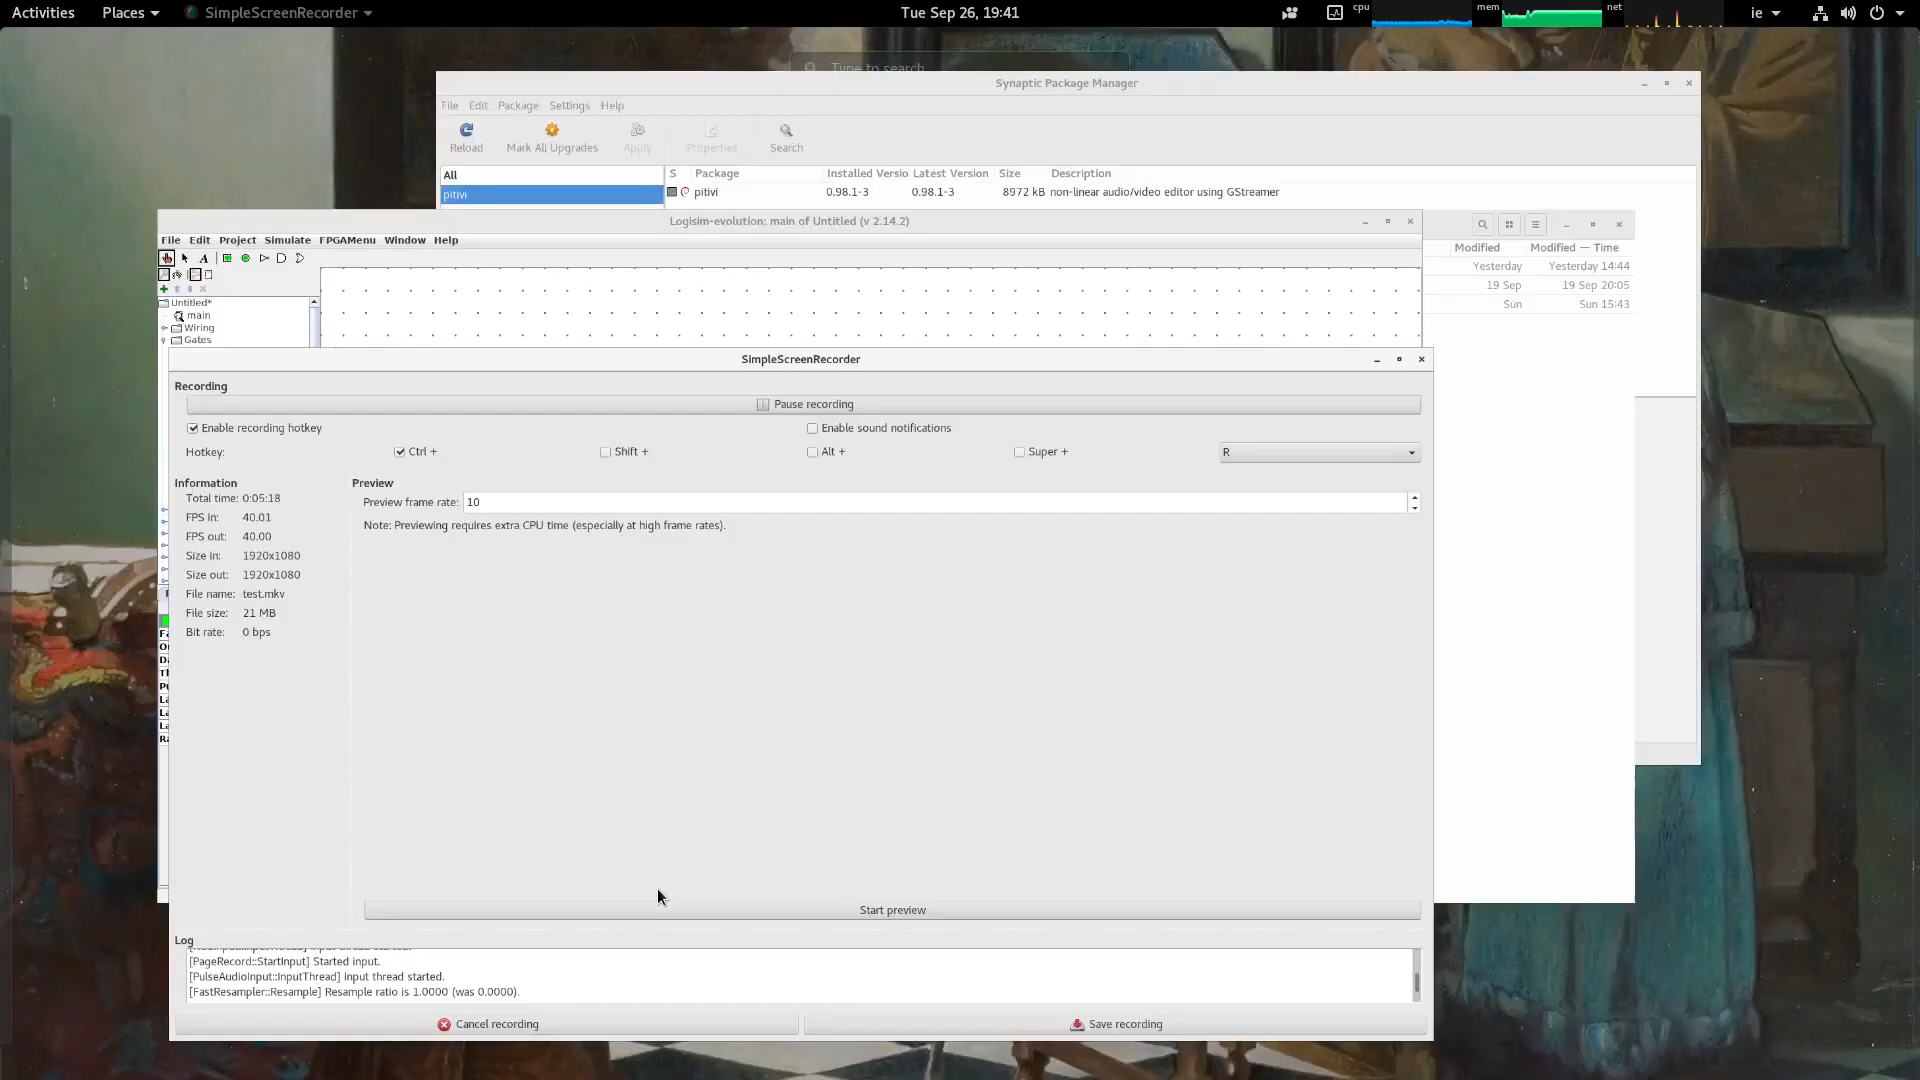 Activities Places SimpleScreenRecorder Tue Sep 26, 19:41 cpu mem net ie
Type to search
Synaptic Package Manager
File Edit Package Settings Help
Reload Mark All Upgrades Apply Properties Search
All
pitivi
S Package Installed Versio Latest Version Size Description
pitivi 0.98.1-3 0.98.1-3 8972 kB non-linear audio/video editor using GStreamer
Logisim-evolution: main of Untitled (v 2.14.2)
File Edit Project Simulate FPGAMenu Window Help
A
Untitled*
main
Wiring
Gates
Modified Modified — Time
Yesterday Yesterday 14:44
19 Sep 19 Sep 20:05
Sun Sun 15:43
SimpleScreenRecorder
Recording
Pause recording
Enable recording hotkey Enable sound notifications
Hotkey: Ctrl + Shift + Alt + Super + R
Information
Total time: 0:05:18
FPS in: 40.01
FPS out: 40.00
Size in: 1920x1080
Size out: 1920x1080
File name: test.mkv
File size: 21 MB
Bit rate: 0 bps
Preview
Preview frame rate: 10
Note: Previewing requires extra CPU time (especially at high frame rates).
Start preview
Log
[PageRecord::StartInput] Started input.
[PulseAudioInput::InputThread] Input thread started.
[FastResampler::Resample] Resample ratio is 1.0000 (was 0.0000).
Cancel recording Save recording